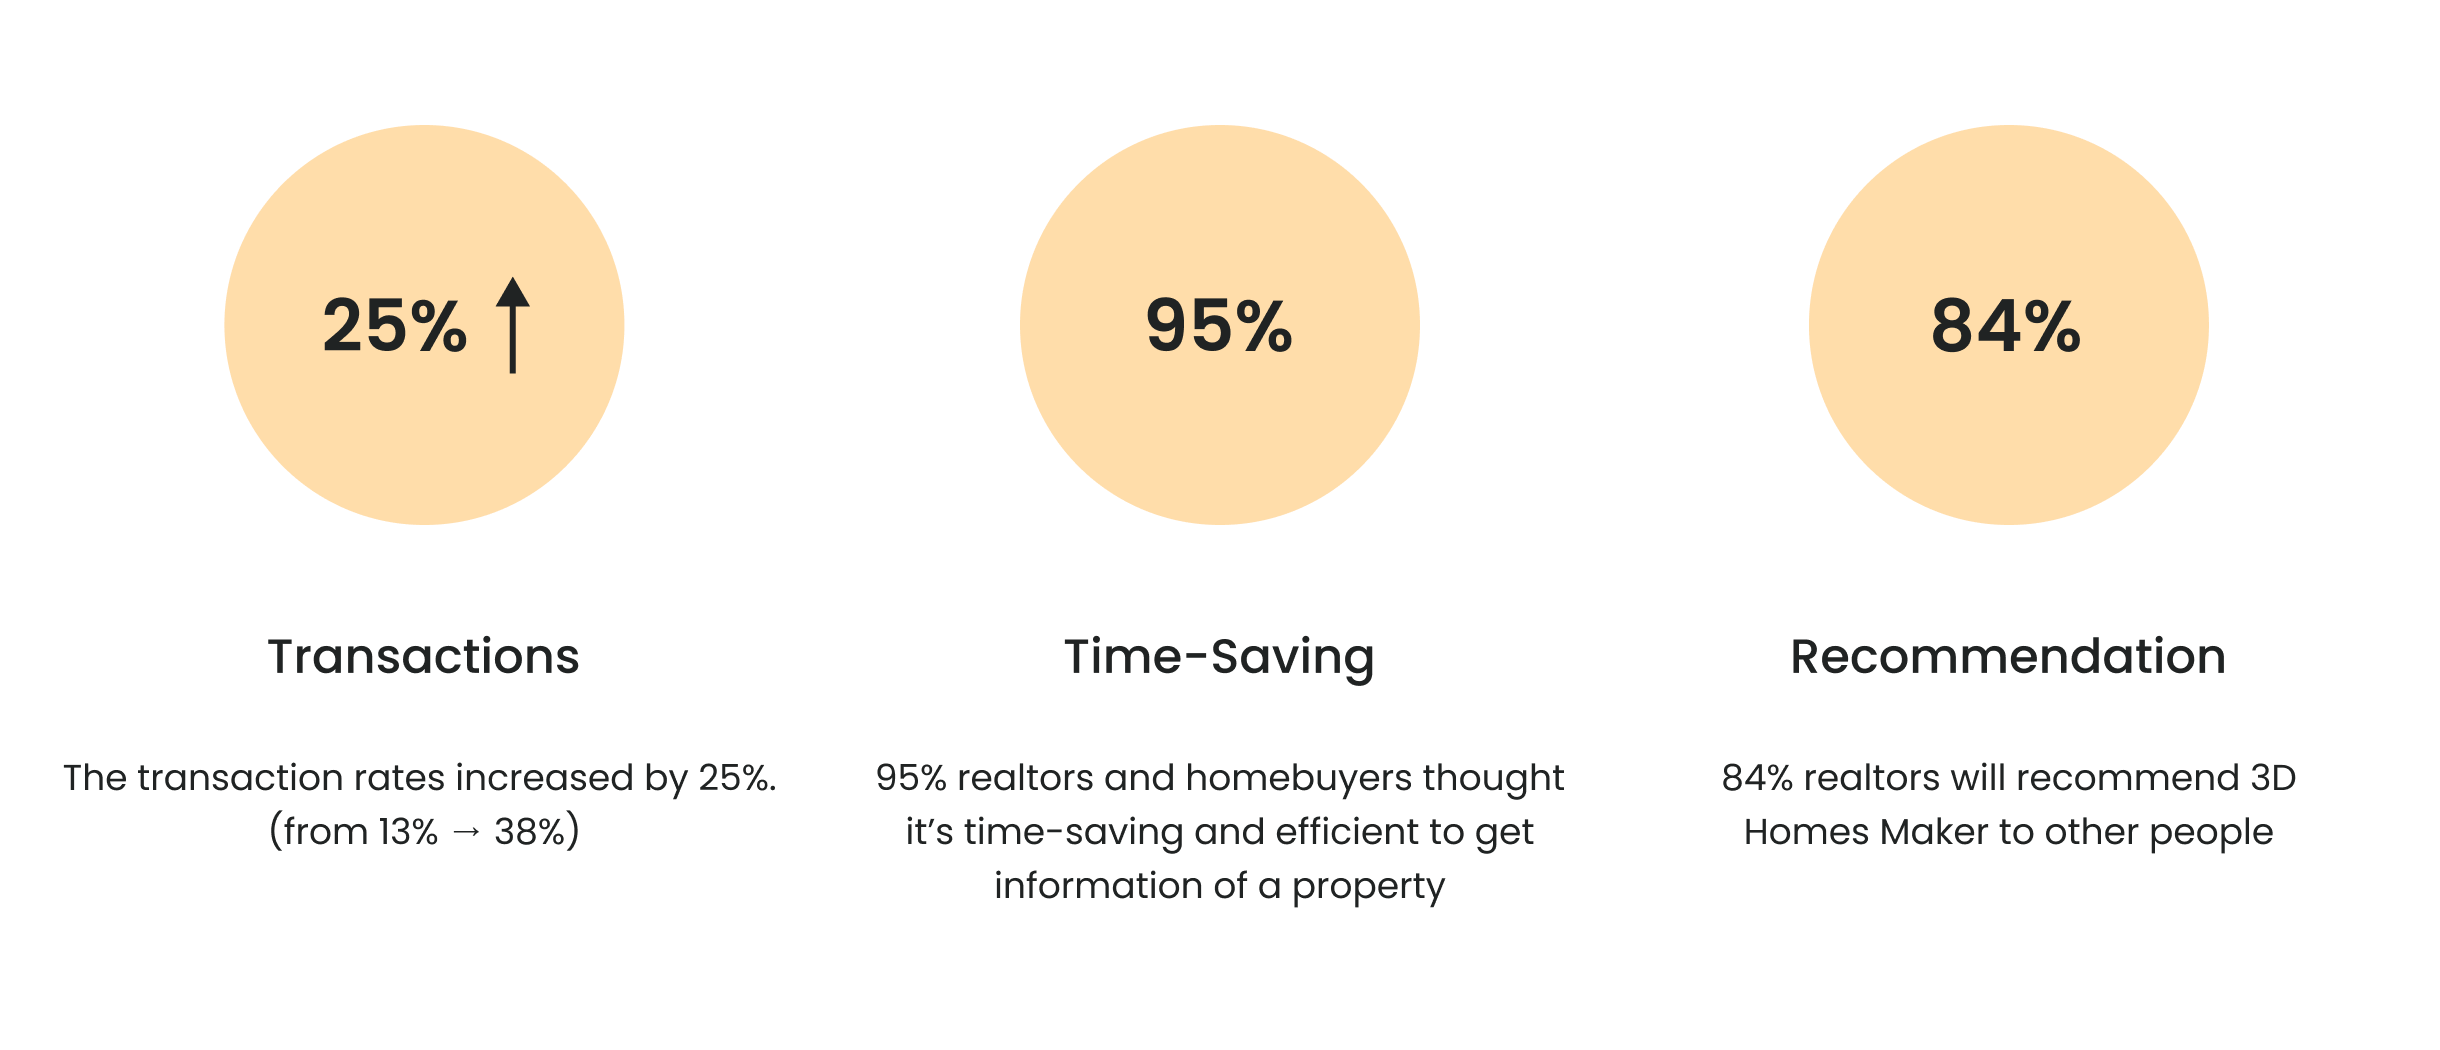 25%
95%
84%
Transactions
The transaction rates increased by 25%.
(from 13% → 38%)
Time-Saving
95% realtors and homebuyers thought
it’s time-saving and efficient to get
information of a property
Recommendation
84% realtors will recommend 3D
Homes Maker to other people